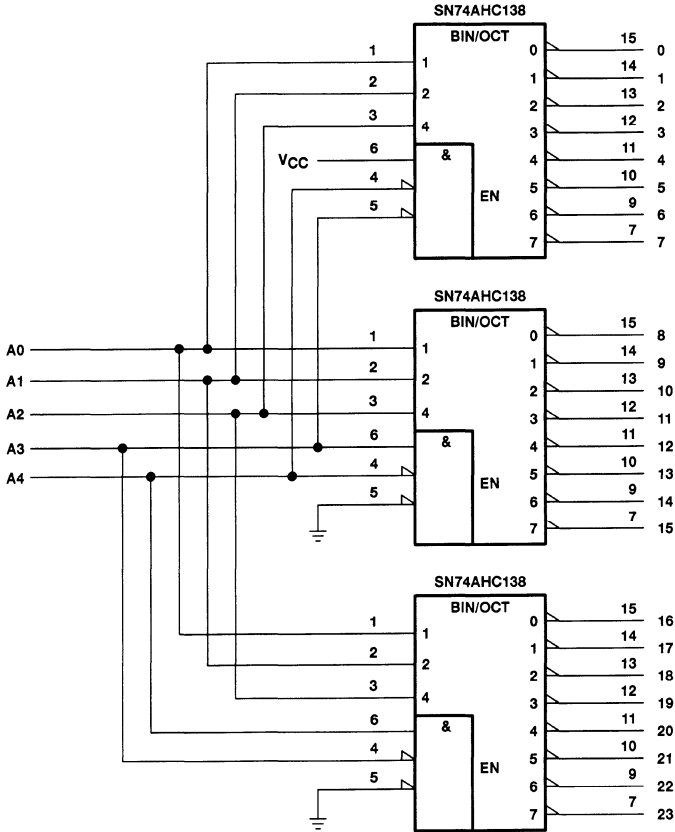 SN74AHC138
BIN/OCT
1 1 0 15 0
2 2 1 14 1
3 4 2 13 2
3 12 3
VCC 6 & 4 11 4
4 EN 5 10 5
5 6 9 6
7 7 7
SN74AHC138
BIN/OCT
0 15 8
A0 1 1 1 14 9
A1 2 2 2 13 10
A2 3 4 3 12 11
A3 6 & 4 11 12
A4 4 EN 5 10 13
5 6 9 14
7 7 15
SN74AHC138
BIN/OCT
0 15 16
1 1 1 14 17
2 2 2 13 18
3 4 3 12 19
6 & 4 11 20
4 EN 5 10 21
5 6 9 22
7 7 23